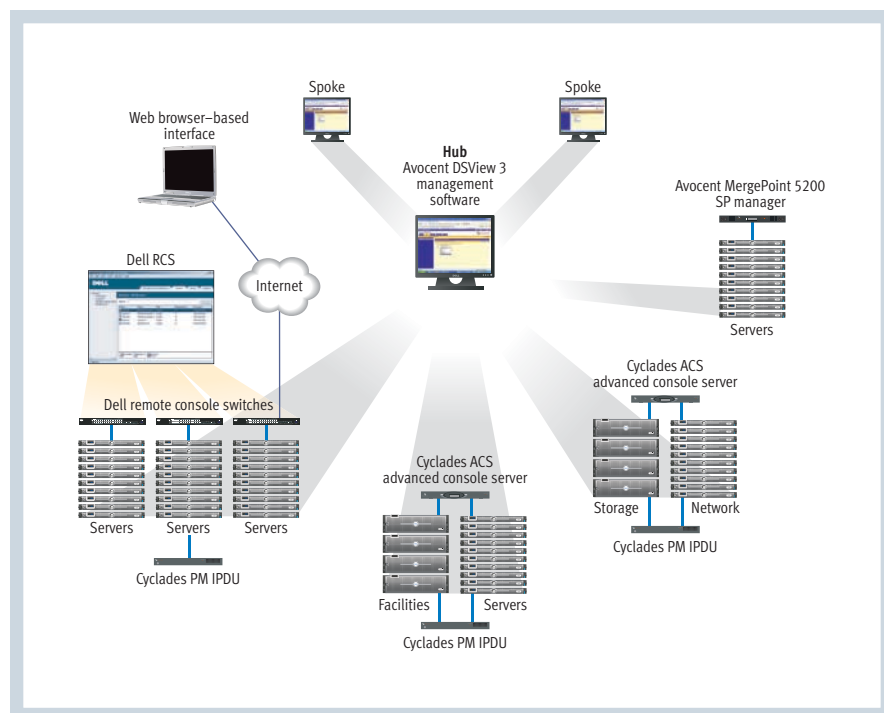 Spoke
Spoke
Web browser–based
interface
Hub
Avocent DSView 3
management
software
Avocent MergePoint 5200
SP manager
Dell RCS
DELL
Internet
Servers
Cyclades ACS
advanced console server
Dell remote console switches
Cyclades ACS
advanced console server
Storage
Network
Servers
Servers
Servers
Cyclades PM IPDU
Cyclades PM IPDU
Facilities
Servers
Cyclades PM IPDU